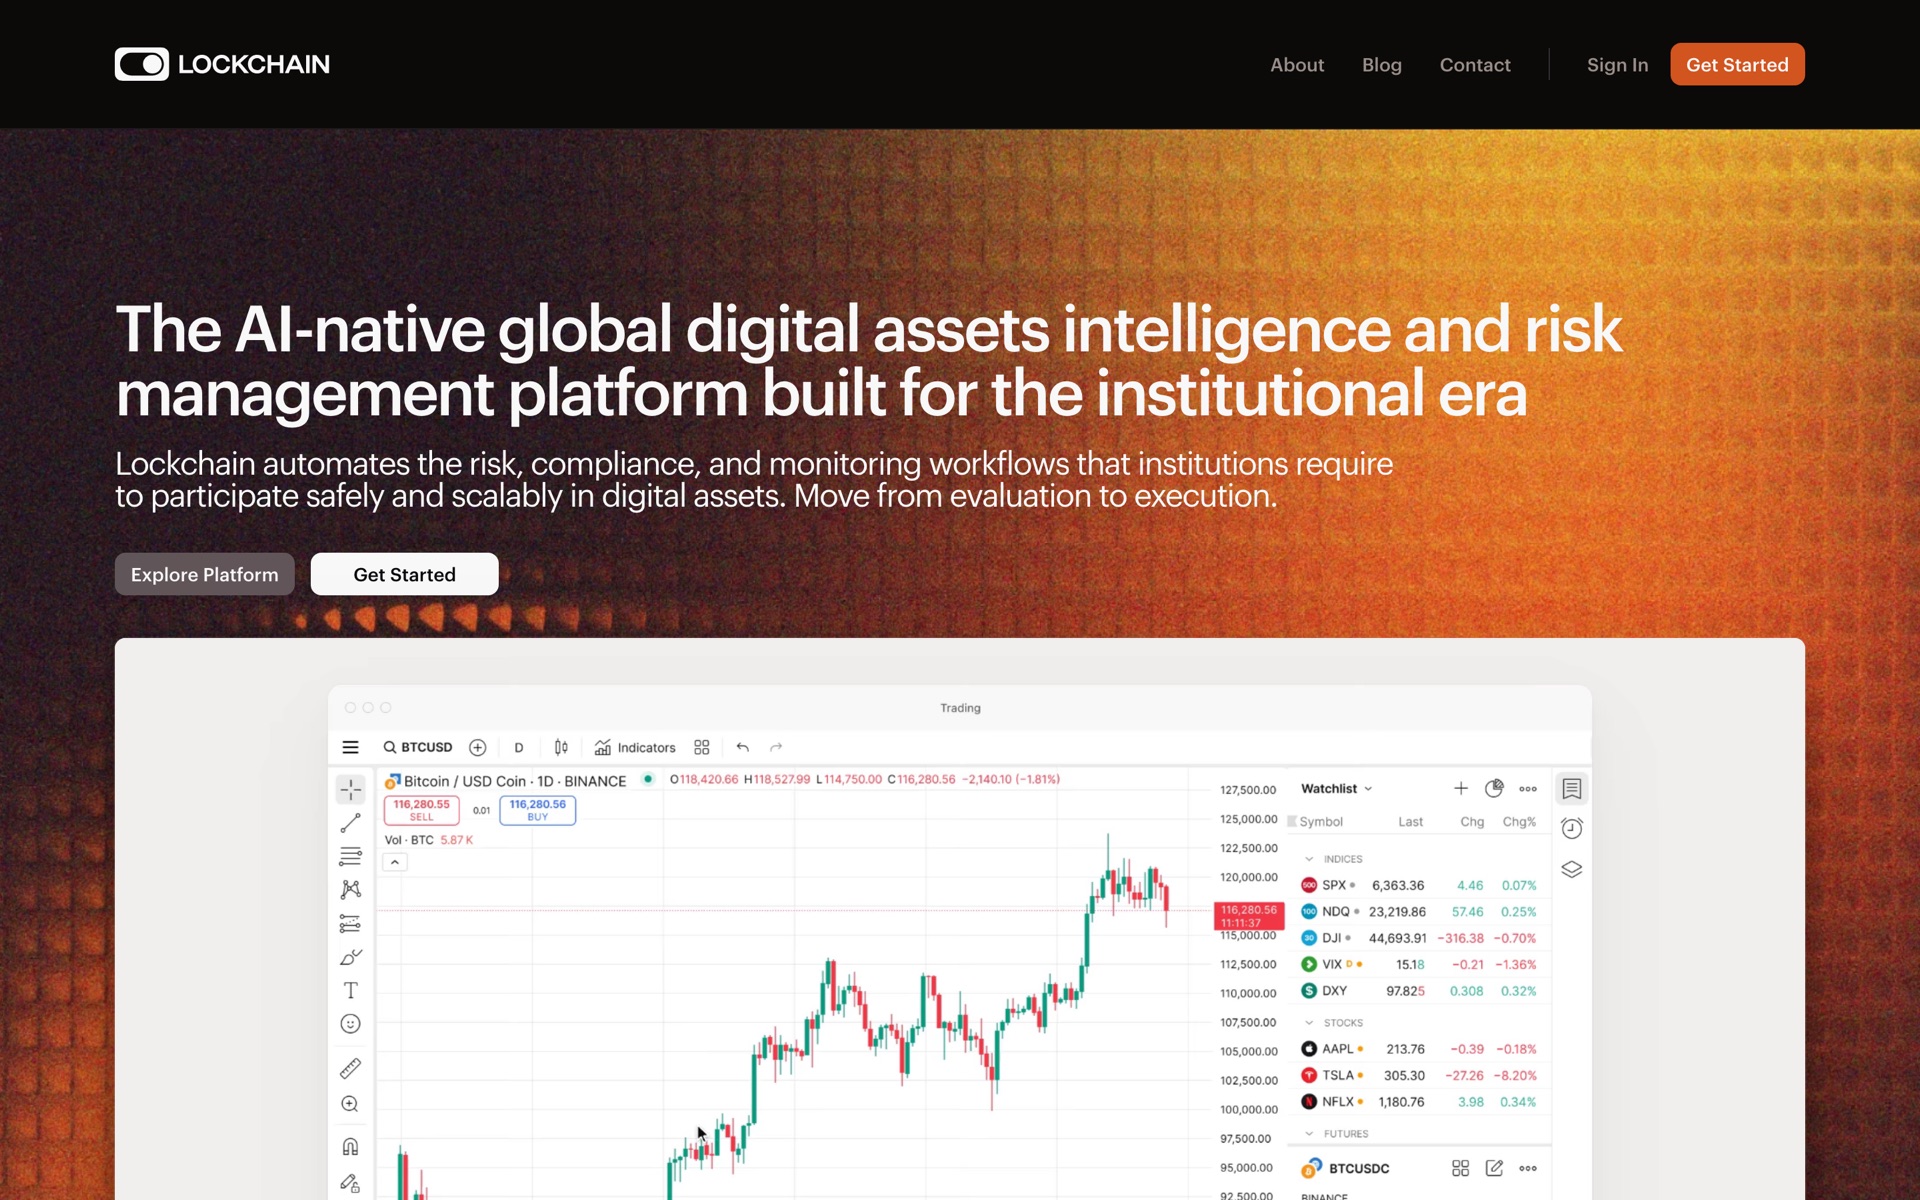 LOCKCHAIN
About Blog Contact Sign In Get Started
The AI-native global digital assets intelligence and risk
management platform built for the institutional era
Lockchain automates the risk, compliance, and monitoring workflows that institutions require
to participate safely and scalably in digital assets. Move from evaluation to execution.
Explore Platform Get Started
Trading
BTCUSD D Indicators
Bitcoin / USD Coin · 1D · BINANCE O118,420.66 H118,527.99 L114,750.00 C116,280.56 −2,140.10 (−1.81%)
116,280.55 SELL 0.01 116,280.56 BUY
Vol · BTC 5.87 K
127,500.00
125,000.00
122,500.00
120,000.00
116,280.56
11:11:37
115,000.00
112,500.00
110,000.00
107,500.00
105,000.00
102,500.00
100,000.00
97,500.00
95,000.00
92,500.00
Watchlist
Symbol Last Chg Chg%
INDICES
500 SPX 6,363.36 4.46 0.07%
100 NDQ 23,219.86 57.46 0.25%
30 DJI 44,693.91 −316.38 −0.70%
VIX D 15.18 −0.21 −1.36%
S DXY 97.825 0.308 0.32%
STOCKS
AAPL 213.76 −0.39 −0.18%
TSLA 305.30 −27.26 −8.20%
N NFLX 1,180.76 3.98 0.34%
FUTURES
BTCUSDC
BINANCE